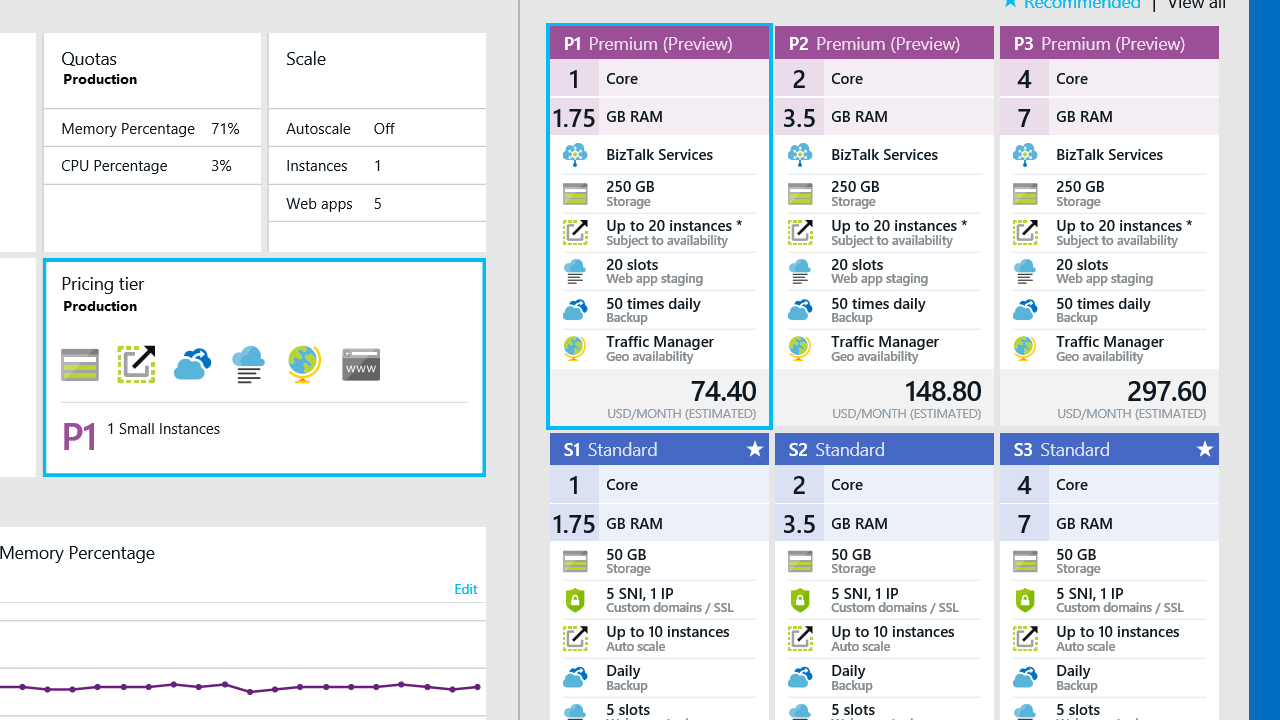 Recommended | View all
Quotas
Production
Memory Percentage 71%
CPU Percentage 3%
Scale
Autoscale Off
Instances 1
Web apps 5
Pricing tier
Production
WWW
P1 1 Small Instances
Memory Percentage
Edit
P1 Premium (Preview)
1 Core
1.75 GB RAM
BizTalk Services
250 GB
Storage
Up to 20 instances *
Subject to availability
20 slots
Web app staging
50 times daily
Backup
Traffic Manager
Geo availability
74.40
USD/MONTH (ESTIMATED)
P2 Premium (Preview)
2 Core
3.5 GB RAM
BizTalk Services
250 GB
Storage
Up to 20 instances *
Subject to availability
20 slots
Web app staging
50 times daily
Backup
Traffic Manager
Geo availability
148.80
USD/MONTH (ESTIMATED)
P3 Premium (Preview)
4 Core
7 GB RAM
BizTalk Services
250 GB
Storage
Up to 20 instances *
Subject to availability
20 slots
Web app staging
50 times daily
Backup
Traffic Manager
Geo availability
297.60
USD/MONTH (ESTIMATED)
S1 Standard
1 Core
1.75 GB RAM
50 GB
Storage
5 SNI, 1 IP
Custom domains / SSL
Up to 10 instances
Auto scale
Daily
Backup
5 slots
S2 Standard
2 Core
3.5 GB RAM
50 GB
Storage
5 SNI, 1 IP
Custom domains / SSL
Up to 10 instances
Auto scale
Daily
Backup
5 slots
S3 Standard
4 Core
7 GB RAM
50 GB
Storage
5 SNI, 1 IP
Custom domains / SSL
Up to 10 instances
Auto scale
Daily
Backup
5 slots